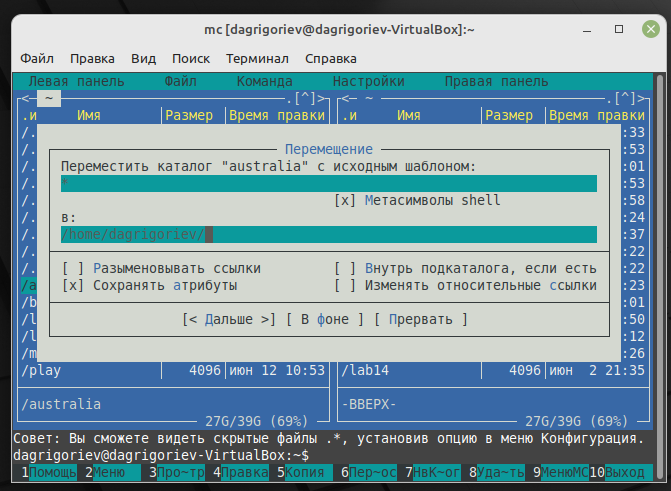 mc [dagrigoriev@dagrigoriev-VirtualBox]:~
Файл Правка Вид Поиск Терминал Справка
Левая панель Файл Команда Настройки Правая панель
<─ ~ .[^]> <─ ~ .[^]>
.и Имя Размер Время правки .и Имя Размер Время правки
/. :33
Перемещение
/. :53
Переместить каталог "australia" с исходным шаблоном:
/. :01
*
/. :53
[x] Метасимволы shell
/. :58
в:
/. :24
/home/dagrigoriev/
/. :37
/. :22
[ ] Разыменовывать ссылки [ ] Внутрь подкаталога, если есть
/. :22
[x] Сохранять атрибуты [ ] Изменять относительные ссылки
/a :23
/b :01
[< Дальше >] [ В фоне ] [ Прервать ]
/l :50
/l :12
/m :26
/play 4096 июн 12 10:53 /lab14 4096 июн 2 21:35
/australia -ВВЕРХ-
27G/39G (69%) 27G/39G (69%)
Совет: Вы сможете видеть скрытые файлы .*, установив опцию в меню Конфигурация.
dagrigoriev@dagrigoriev-VirtualBox:~$
1Помощь 2Меню 3Про~тр 4Правка 5Копия 6Пер~ос 7НвК~ог 8Уда~ть 9МенюMC 10Выход